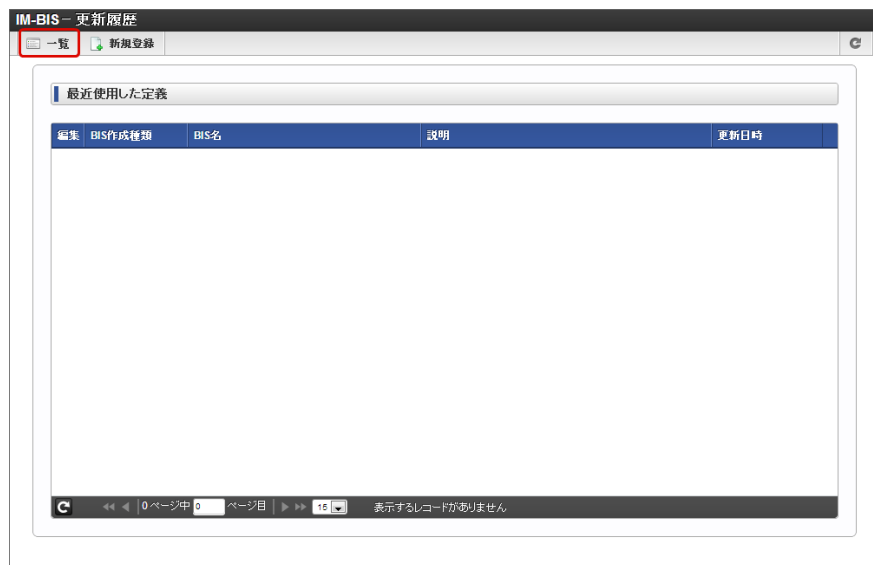 IM-BIS－更新履歴
一覧 新規登録
最近使用した定義
編集 BIS作成種類 BIS名 説明 更新日時
0 ページ中 0 ページ目 15 表示するレコードがありません